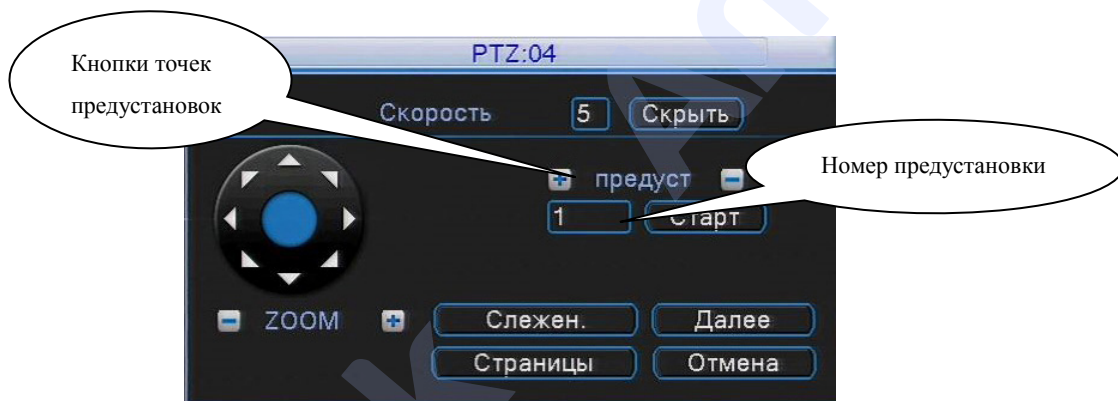 PTZ:04
Кнопки точек
предустановок
Скорость 5 Скрыть
Номер предустановки
предуст
1 Старт
ZOOM
Слежен. Далее
Страницы Отмена